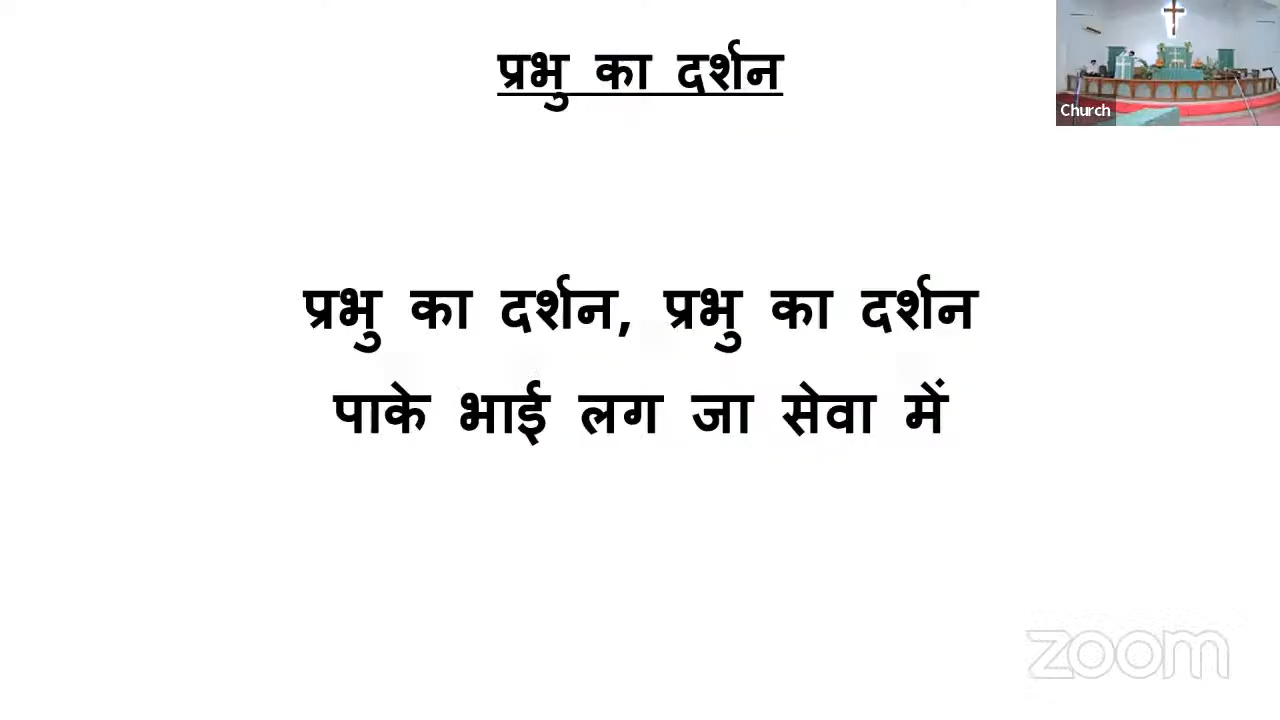 प्रभु का दर्शन
Church
प्रभु का दर्शन, प्रभु का दर्शन
पाके भाई लग जा सेवा में
zoom